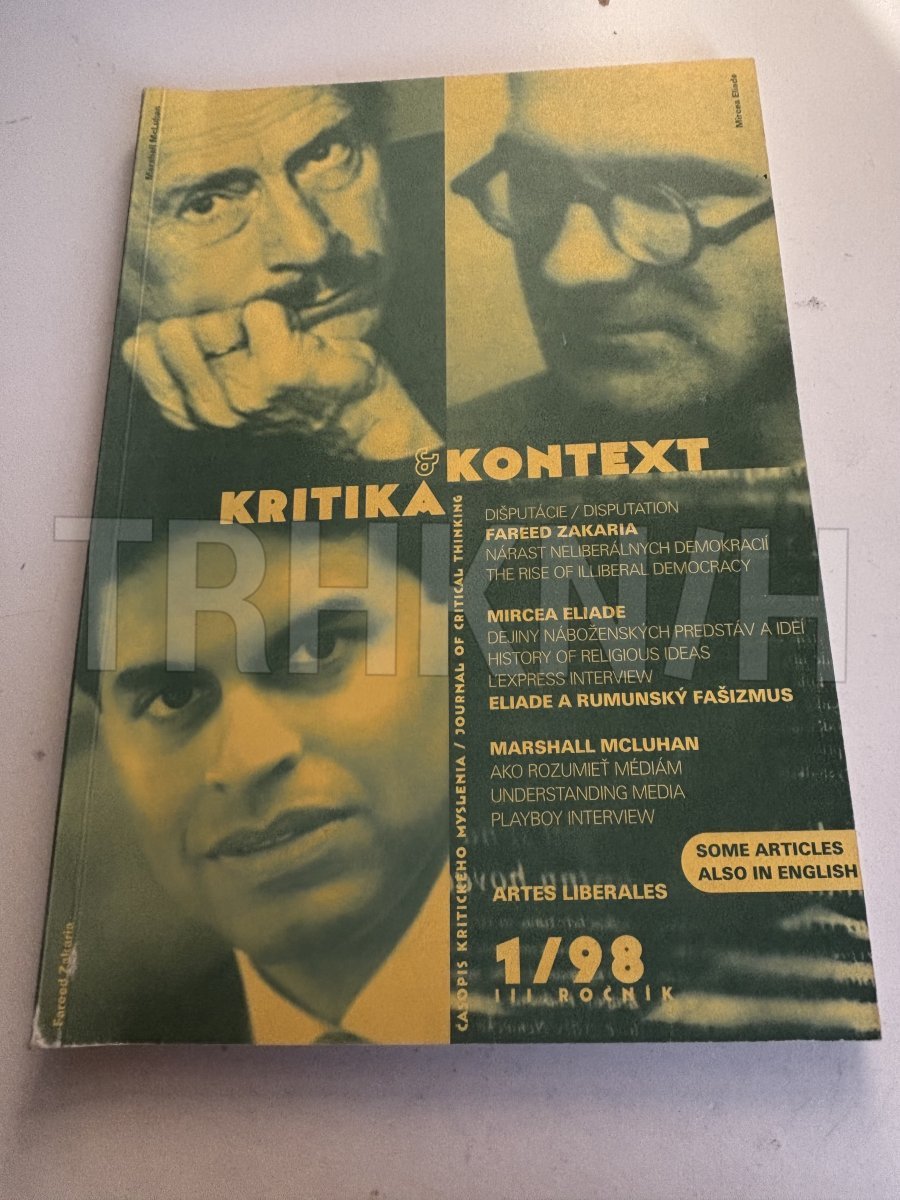 Marshall McLuhan
Mircea Eliade
KRITIKA
& KONTEXT
ČASOPIS KRITICKÉHO MYSLENIA / JOURNAL OF CRITICAL THINKING
DIŠPUTÁCIE / DISPUTATION
FAREED ZAKARIA
NÁRAST NELIBERÁLNYCH DEMOKRACIÍ
THE RISE OF ILLIBERAL DEMOCRACY
MIRCEA ELIADE
DEJINY NÁBOŽENSKÝCH PREDSTÁV A IDEÍ
HISTORY OF RELIGIOUS IDEAS
L'EXPRESS INTERVIEW
ELIADE A RUMUNSKÝ FAŠIZMUS
MARSHALL MCLUHAN
AKO ROZUMIEŤ MÉDIÁM
UNDERSTANDING MEDIA
PLAYBOY INTERVIEW
SOME ARTICLES
ALSO IN ENGLISH
ARTES LIBERALES
1/98
III. ROČNÍK
Fareed Zakaria
TRHKNÍH